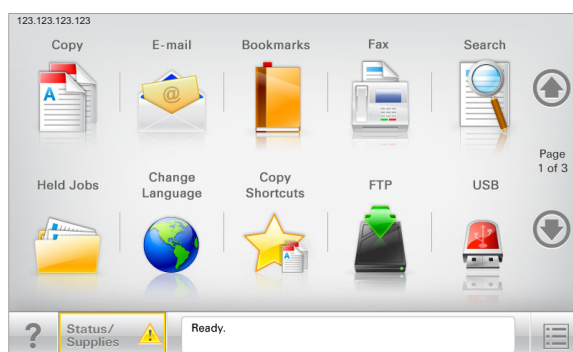 123.123.123.123
Copy
E-mail
Bookmarks
Fax
Search
A
@
Page
1 of 3
Held Jobs
Change
Language
Copy
Shortcuts
FTP
USB
A
?
Status/
Supplies
!
Ready.